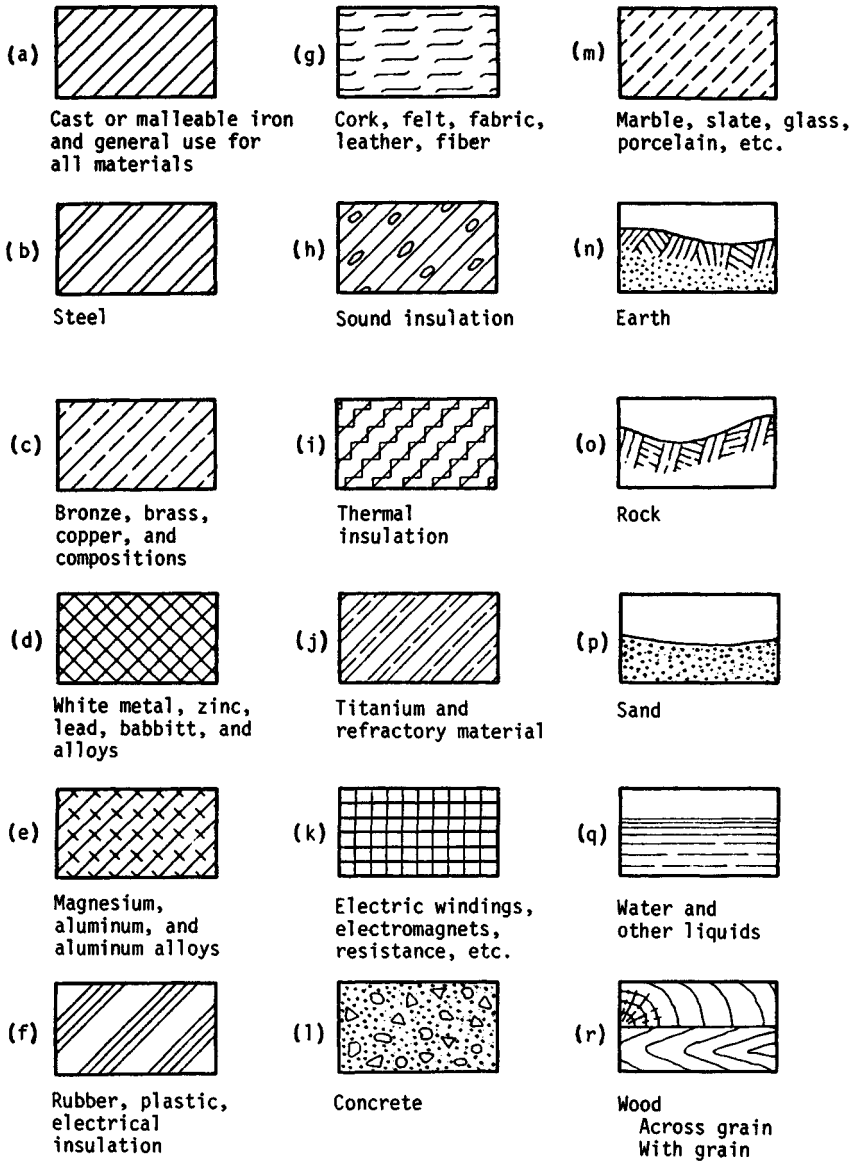 (a)
Cast or malleable iron
and general use for
all materials
(b)
Steel
(c)
Bronze, brass,
copper, and
compositions
(d)
White metal, zinc,
lead, babbitt, and
alloys
(e)
Magnesium,
aluminum, and
aluminum alloys
(f)
Rubber, plastic,
electrical
insulation
(g)
Cork, felt, fabric,
leather, fiber
(h)
Sound insulation
(i)
Thermal
insulation
(j)
Titanium and
refractory material
(k)
Electric windings,
electromagnets,
resistance, etc.
(l)
Concrete
(m)
Marble, slate, glass,
porcelain, etc.
(n)
Earth
(o)
Rock
(p)
Sand
(q)
Water and
other liquids
(r)
Wood
Across grain
With grain